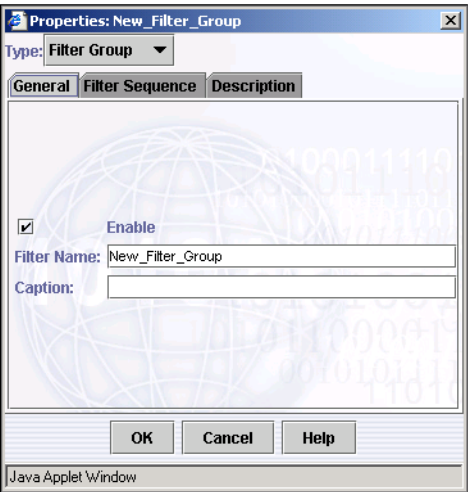 Properties: New_Filter_Group
Type: Filter Group
General Filter Sequence Description
Enable
Filter Name: New_Filter_Group
Caption:
OK Cancel Help
Java Applet Window